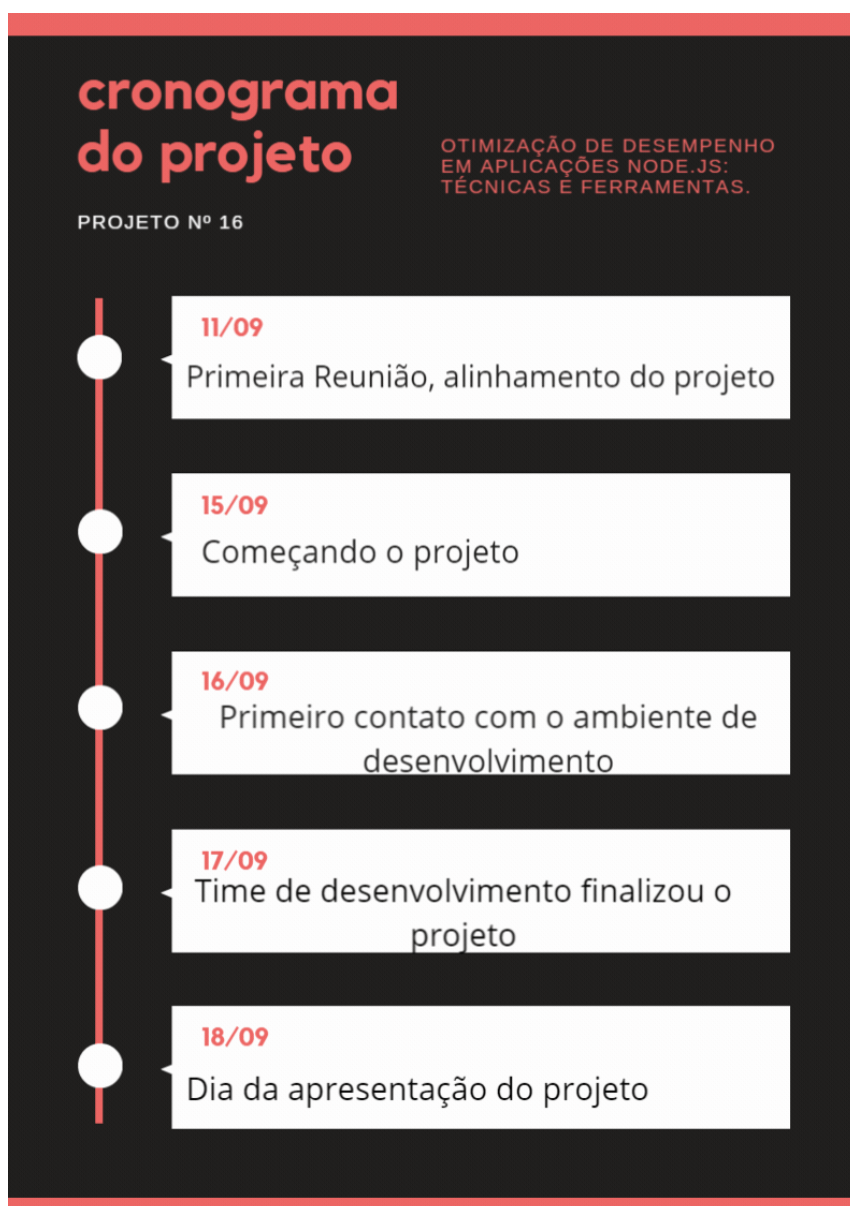 cronograma
do projeto
OTIMIZAÇÃO DE DESEMPENHO
EM APLICAÇÕES NODE.JS:
TÉCNICAS E FERRAMENTAS.
PROJETO Nº 16
11/09
Primeira Reunião, alinhamento do projeto
15/09
Começando o projeto
16/09
Primeiro contato com o ambiente de
desenvolvimento
17/09
Time de desenvolvimento finalizou o
projeto
18/09
Dia da apresentação do projeto